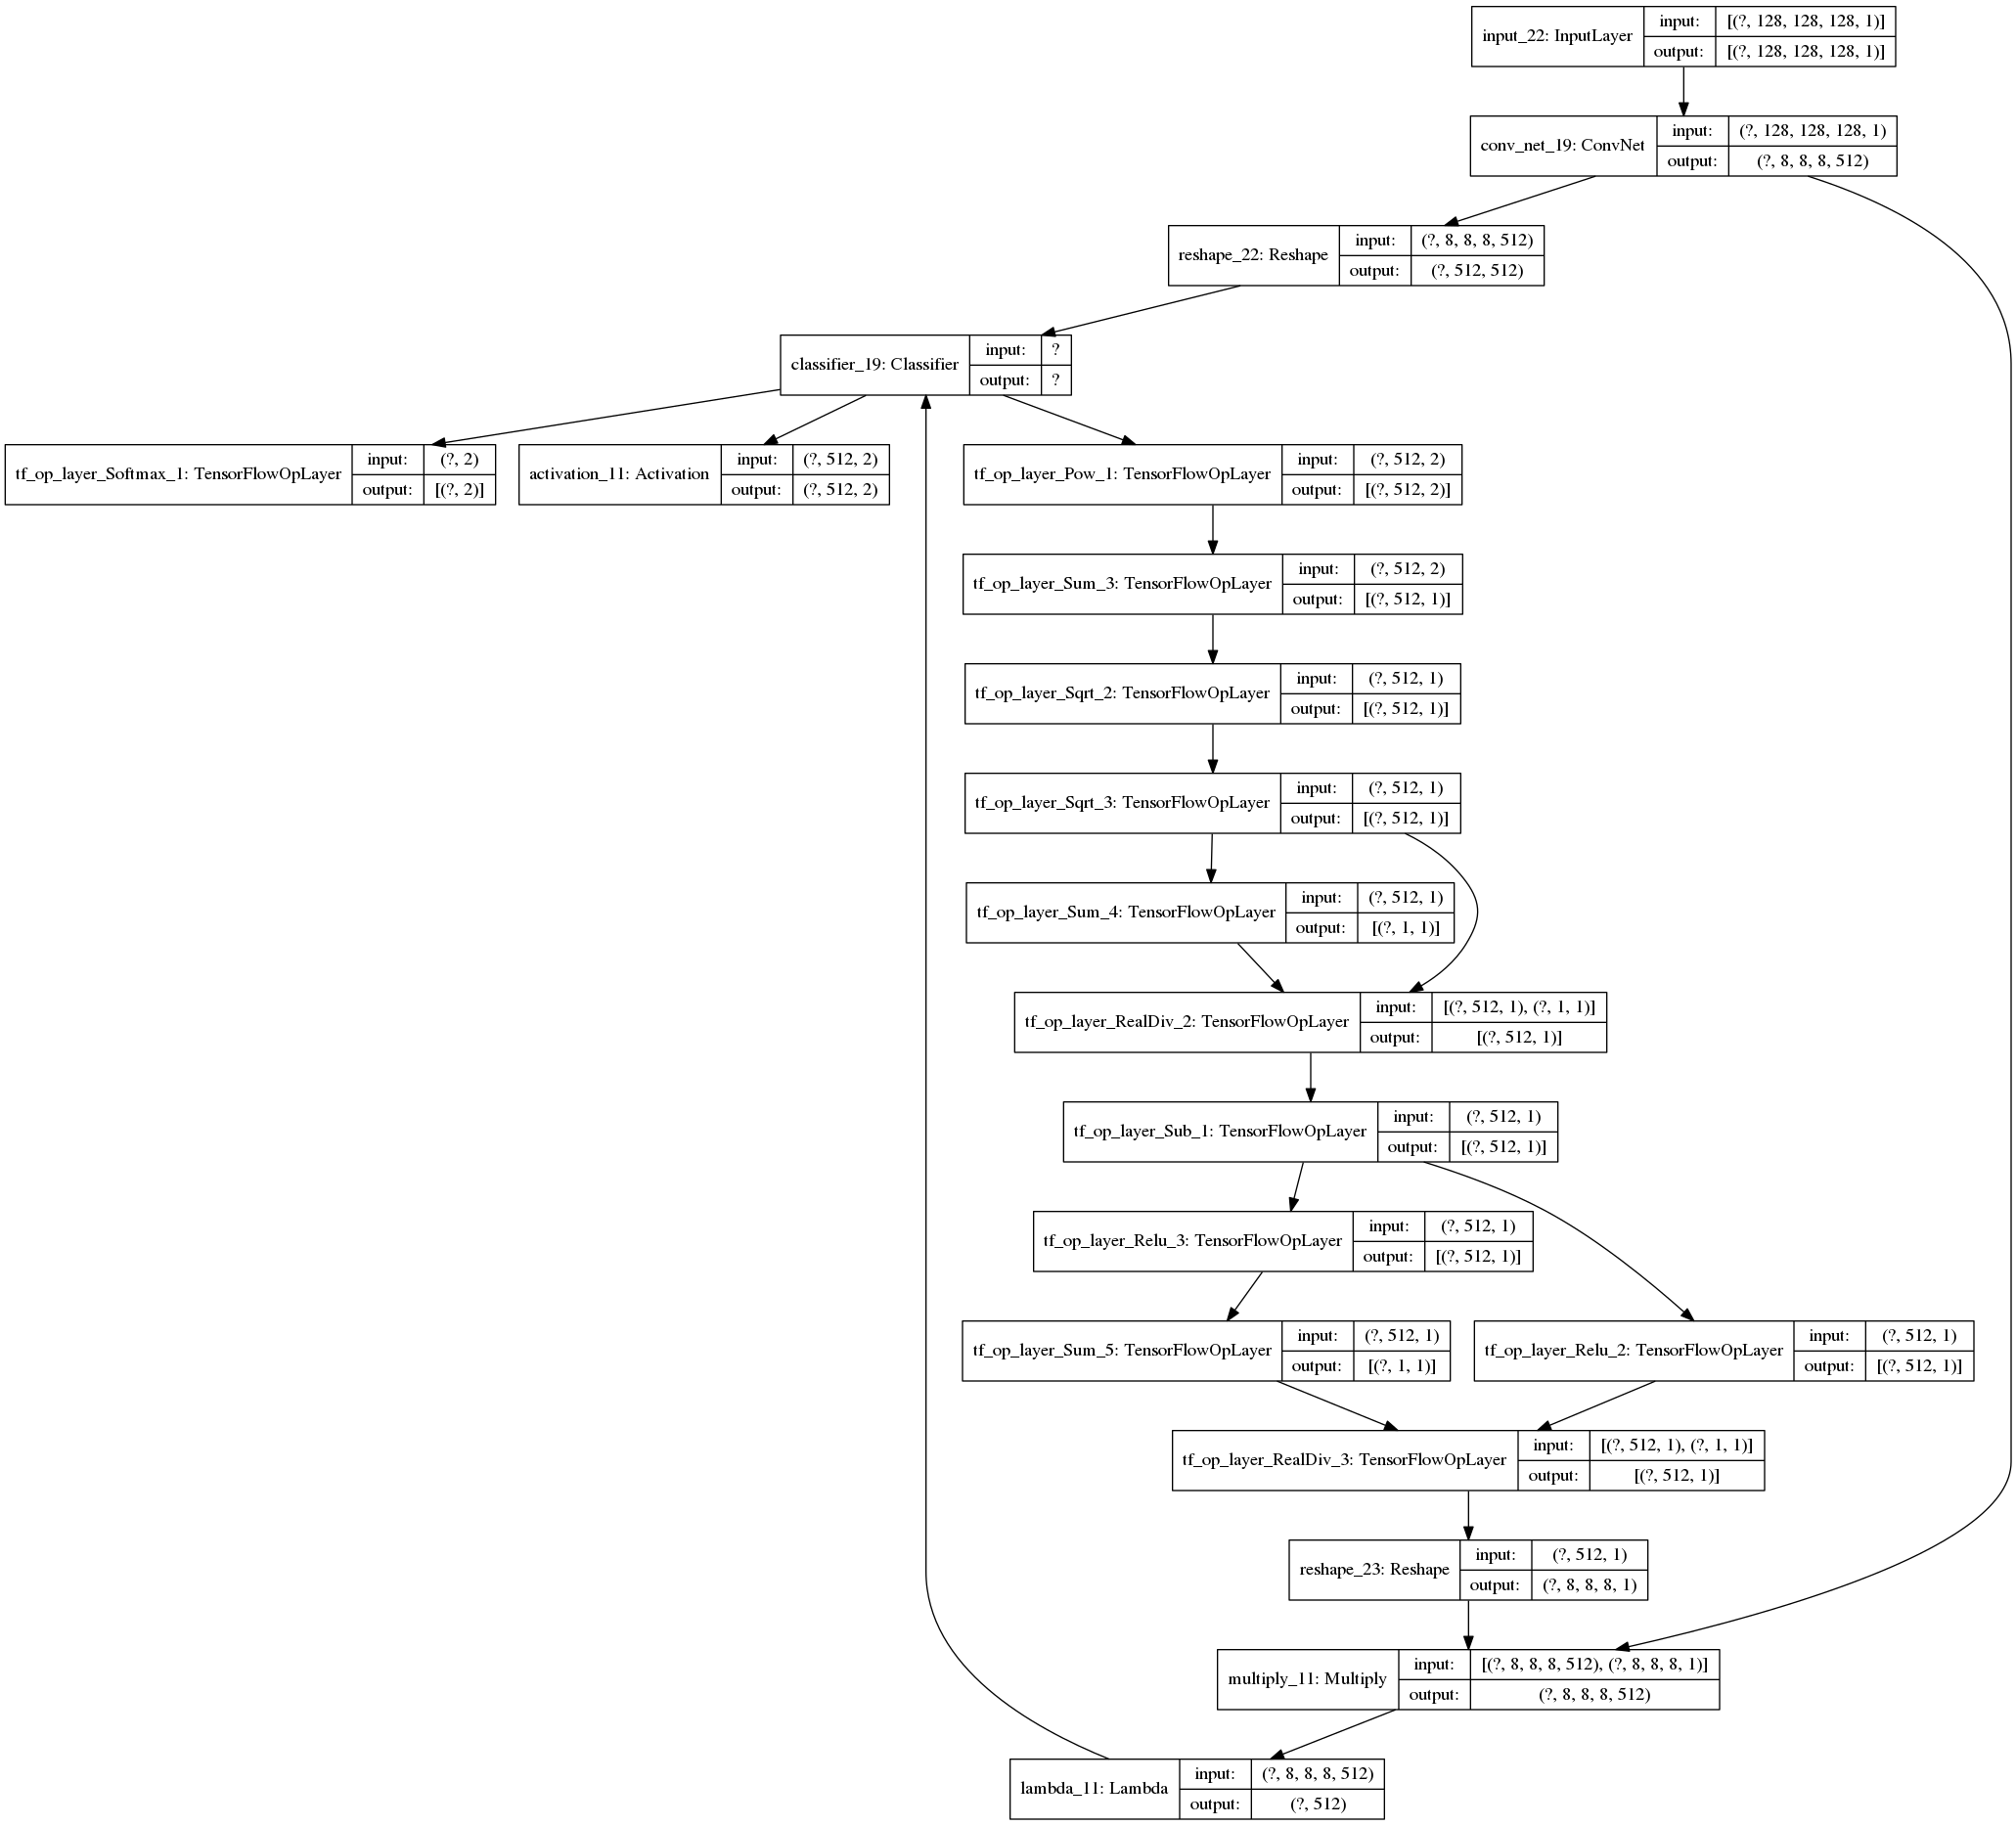 input_22: InputLayer
input: [(?, 128, 128, 128, 1)]
output: [(?, 128, 128, 128, 1)]
conv_net_19: ConvNet
input: (?, 128, 128, 128, 1)
output: (?, 8, 8, 8, 512)
reshape_22: Reshape
input: (?, 8, 8, 8, 512)
output: (?, 512, 512)
classifier_19: Classifier
input: ?
output: ?
tf_op_layer_Softmax_1: TensorFlowOpLayer
input: (?, 2)
output: [(?, 2)]
activation_11: Activation
input: (?, 512, 2)
output: (?, 512, 2)
tf_op_layer_Pow_1: TensorFlowOpLayer
input: (?, 512, 2)
output: [(?, 512, 2)]
tf_op_layer_Sum_3: TensorFlowOpLayer
input: (?, 512, 2)
output: [(?, 512, 1)]
tf_op_layer_Sqrt_2: TensorFlowOpLayer
input: (?, 512, 1)
output: [(?, 512, 1)]
tf_op_layer_Sqrt_3: TensorFlowOpLayer
input: (?, 512, 1)
output: [(?, 512, 1)]
tf_op_layer_Sum_4: TensorFlowOpLayer
input: (?, 512, 1)
output: [(?, 1, 1)]
tf_op_layer_RealDiv_2: TensorFlowOpLayer
input: [(?, 512, 1), (?, 1, 1)]
output: [(?, 512, 1)]
tf_op_layer_Sub_1: TensorFlowOpLayer
input: (?, 512, 1)
output: [(?, 512, 1)]
tf_op_layer_Relu_3: TensorFlowOpLayer
input: (?, 512, 1)
output: [(?, 512, 1)]
tf_op_layer_Sum_5: TensorFlowOpLayer
input: (?, 512, 1)
output: [(?, 1, 1)]
tf_op_layer_Relu_2: TensorFlowOpLayer
input: (?, 512, 1)
output: [(?, 512, 1)]
tf_op_layer_RealDiv_3: TensorFlowOpLayer
input: [(?, 512, 1), (?, 1, 1)]
output: [(?, 512, 1)]
reshape_23: Reshape
input: (?, 512, 1)
output: (?, 8, 8, 8, 1)
multiply_11: Multiply
input: [(?, 8, 8, 8, 512), (?, 8, 8, 8, 1)]
output: (?, 8, 8, 8, 512)
lambda_11: Lambda
input: (?, 8, 8, 8, 512)
output: (?, 512)